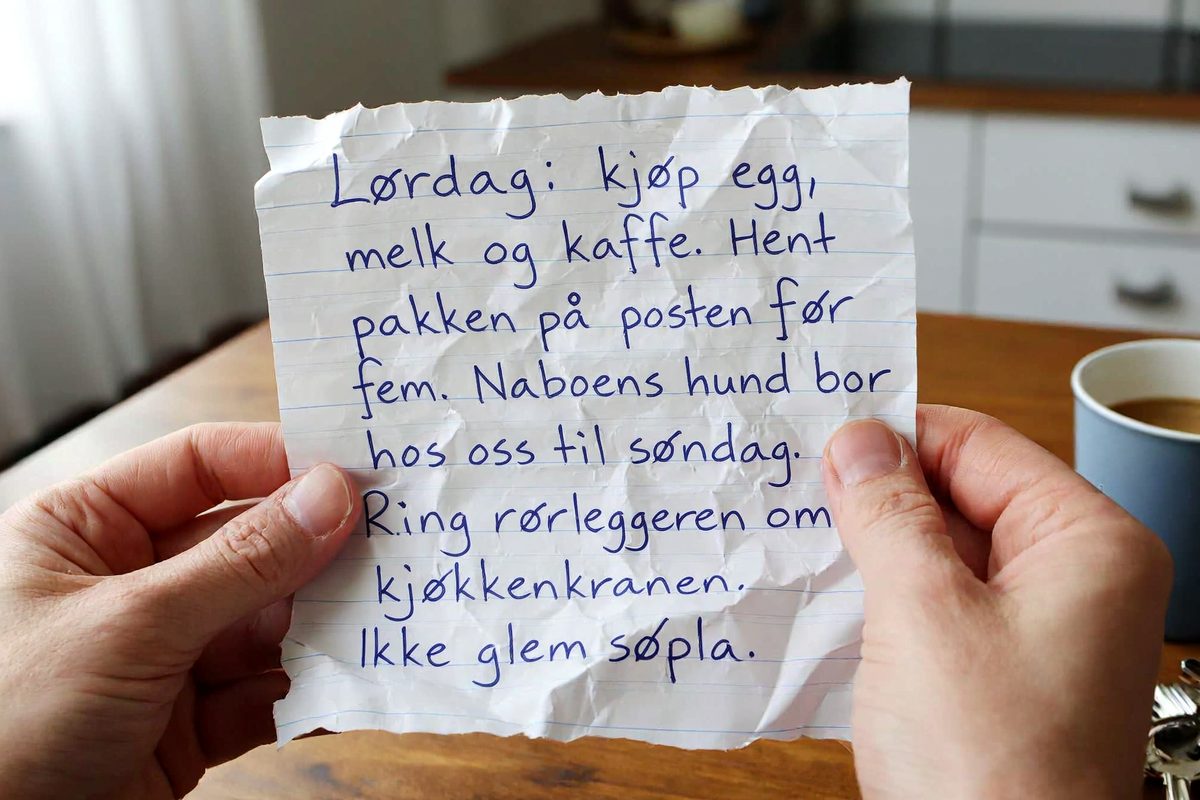 Lørdag: kjøp egg,
melk og kaffe. Hent
pakken på posten før
fem. Naboens hund bor
hos oss til søndag.
Ring rørleggeren om
kjøkkenkranen.
Ikke glem søpla.